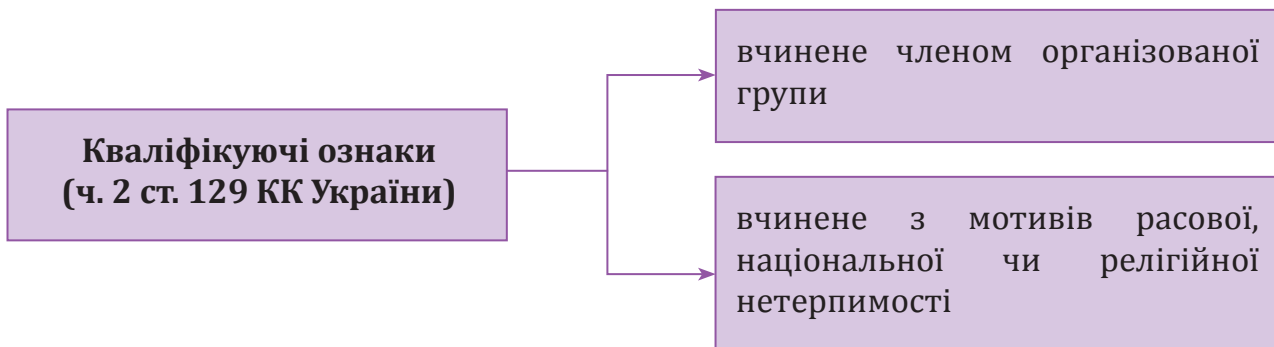 Кваліфікуючі ознаки
(ч. 2 ст. 129 КК України)
вчинене членом організованої
групи
вчинене з мотивів расової,
національної чи релігійної
нетерпимості